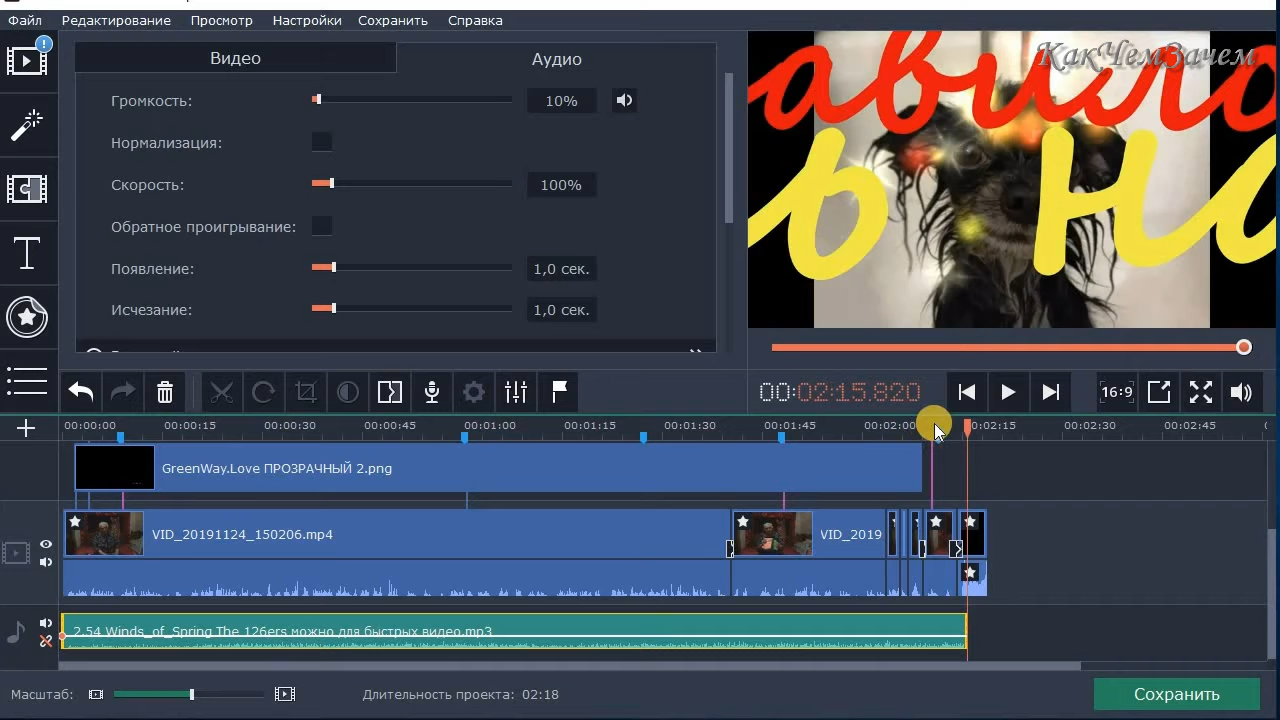 Файл Редактирование Просмотр Настройки Сохранить Справка
Видео Аудио
КакЧемЗачем
Громкость: 10%
Нормализация:
Скорость: 100%
Обратное проигрывание:
Появление: 1,0 сек.
Исчезание: 1,0 сек.
авило
ь на
00:02:15.820
16:9
00:00:00 00:00:15 00:00:30 00:00:45 00:01:00 00:01:15 00:01:30 00:01:45 00:02:00 00:02:15 00:02:30 00:02:45
GreenWay.Love ПРОЗРАЧНЫЙ 2.png
VID_20191124_150206.mp4 VID_2019
2.54 Winds_of_Spring The 126ers можно для быстрых видео.mp3
Масштаб: Длительность проекта: 02:18 Сохранить